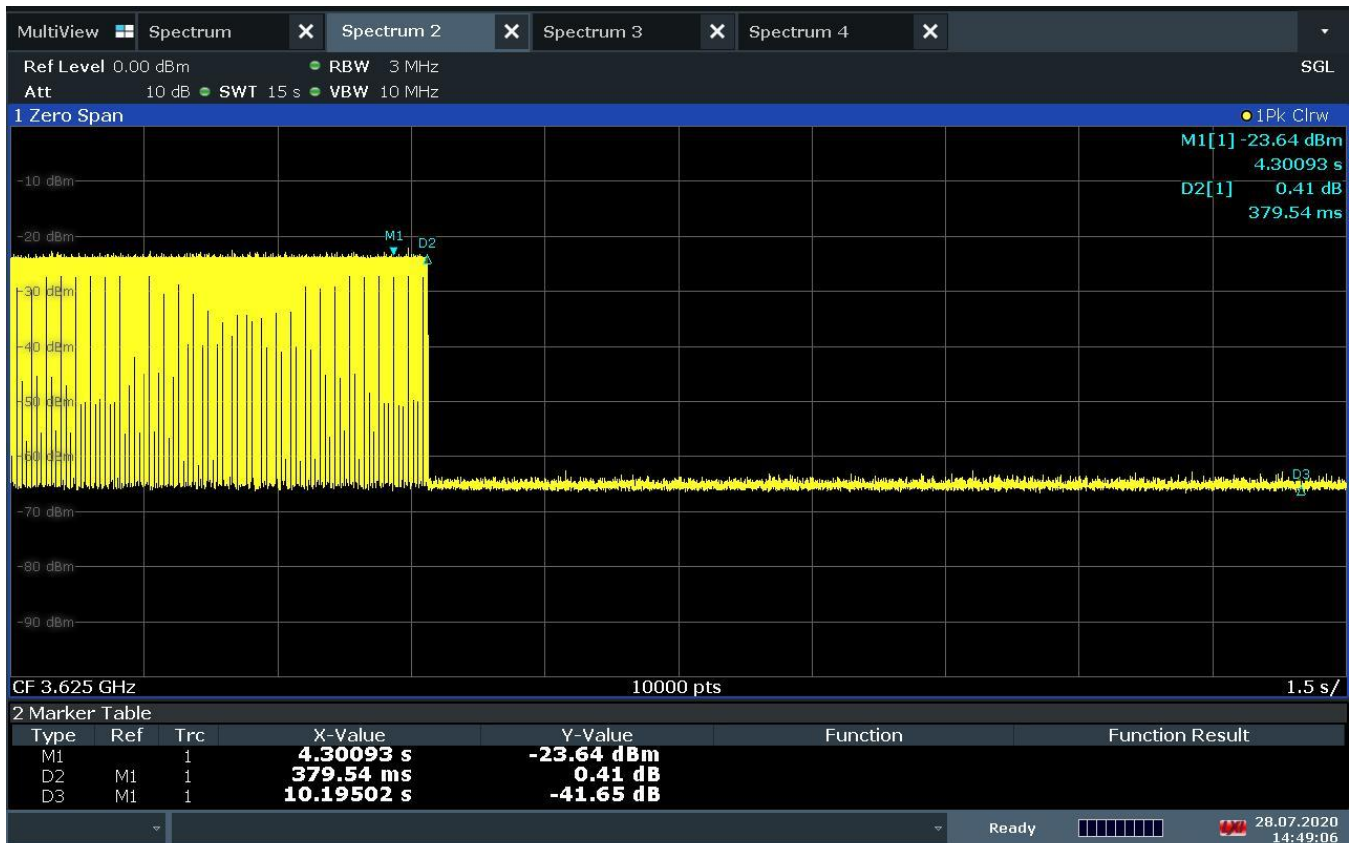 MultiView Spectrum Spectrum 2 Spectrum 3 Spectrum 4
Ref Level 0.00 dBm RBW 3 MHz SGL
Att 10 dB SWT 15 s VBW 10 MHz
1 Zero Span 1Pk Clrw
M1[1] -23.64 dBm
4.30093 s
-10 dBm
D2[1] 0.41 dB
379.54 ms
-20 dBm
M1
D2
-30 dBm
-40 dBm
-50 dBm
-60 dBm
D3
-70 dBm
-80 dBm
-90 dBm
CF 3.625 GHz 10000 pts 1.5 s/
2 Marker Table
Type Ref Trc X-Value Y-Value Function Function Result
M1 1 4.30093 s -23.64 dBm
D2 M1 1 379.54 ms 0.41 dB
D3 M1 1 10.19502 s -41.65 dB
Ready 28.07.2020
14:49:06